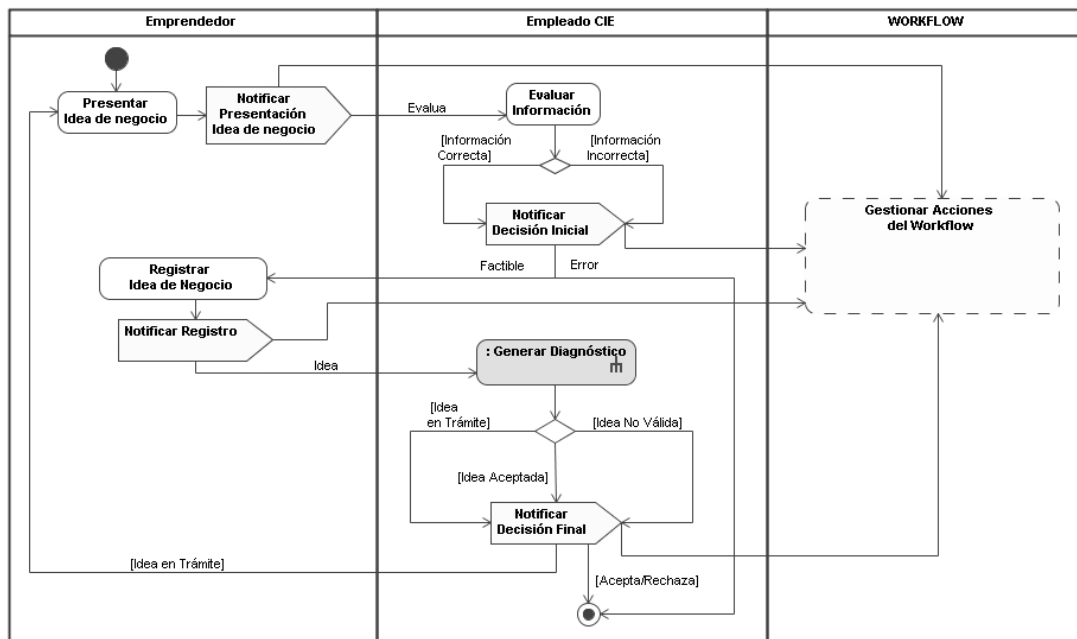 Emprendedor
Empleado CIE
WORKFLOW
Presentar
Idea de negocio
Notificar
Presentación
Idea de negocio
Evalua
Evaluar
Información
[Información
Correcta]
[Información
Incorrecta]
Notificar
Decisión Inicial
Gestionar Acciones
del Workflow
Factible
Error
Registrar
Idea de Negocio
Notificar Registro
Idea
: Generar Diagnóstico
[Idea
en Trámite]
[Idea No Válida]
[Idea Aceptada]
Notificar
Decisión Final
[Idea en Trámite]
[Acepta/Rechaza]